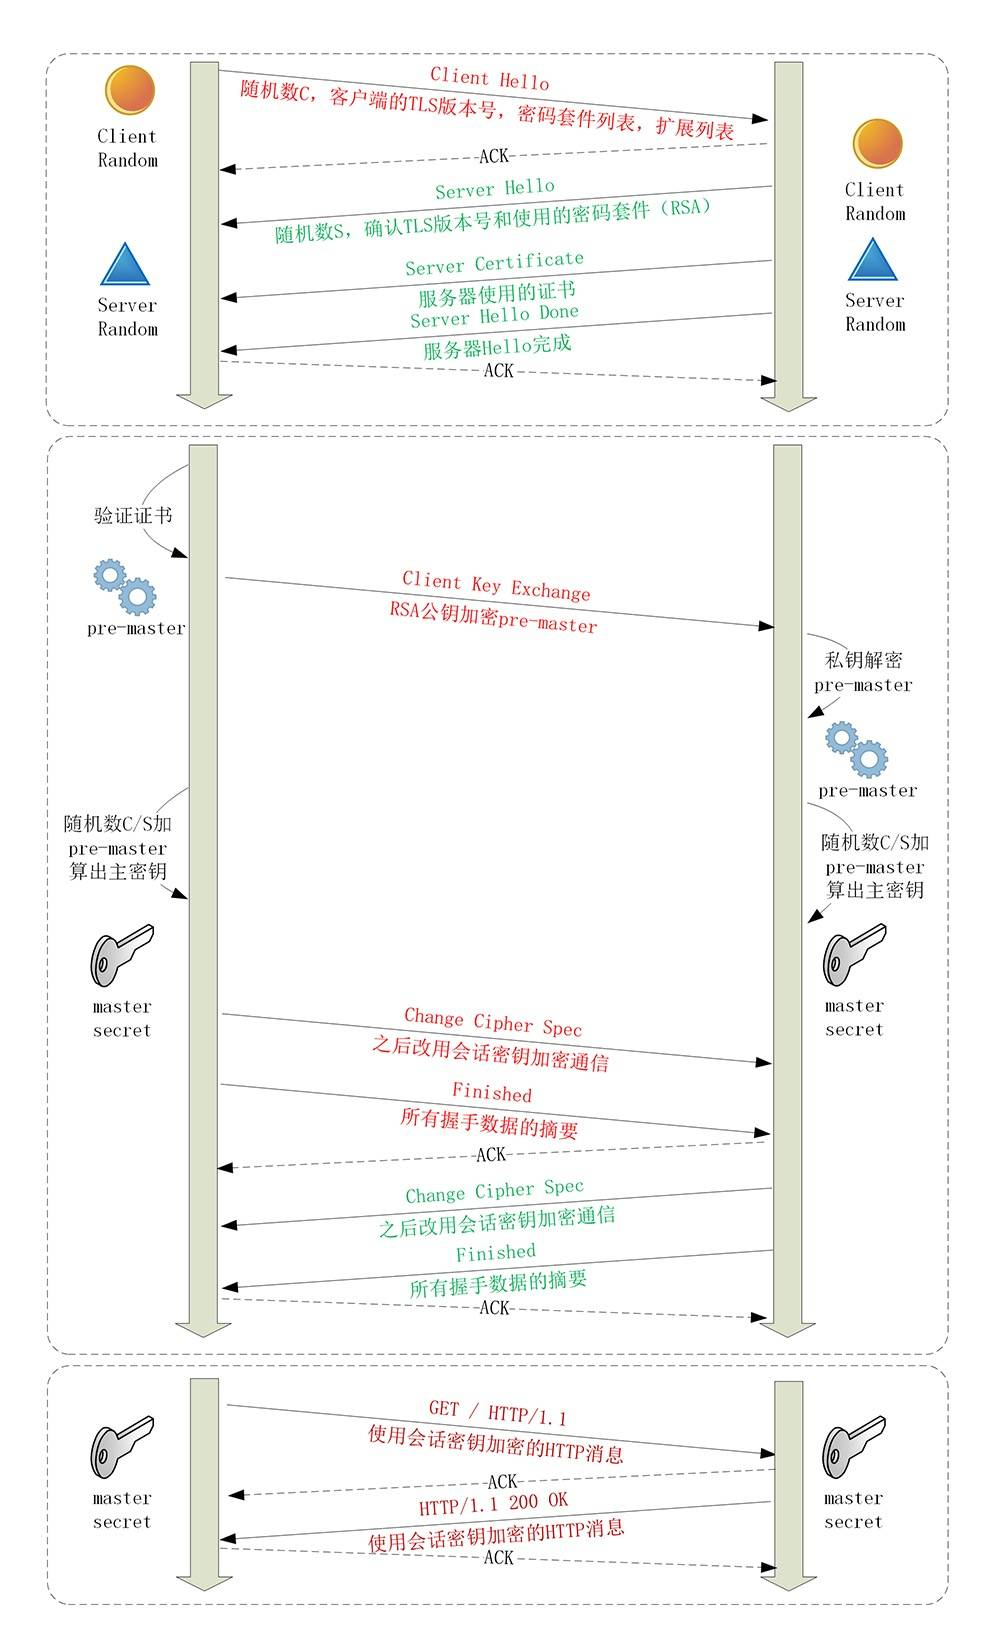 Client Hello
随机数C，客户端的TLS版本号，密码套件列表，扩展列表
Client
Random
ACK
Client
Random
Server Hello
随机数S，确认TLS版本号和使用的密码套件（RSA）
Server Certificate
服务器使用的证书
Server
Random
Server
Random
Server Hello Done
服务器Hello完成
ACK
验证证书
pre-master
Client Key Exchange
RSA公钥加密pre-master
私钥解密
pre-master
pre-master
随机数C/S加
pre-master
算出主密钥
随机数C/S加
pre-master
算出主密钥
master
secret
master
secret
Change Cipher Spec
之后改用会话密钥加密通信
Finished
所有握手数据的摘要
ACK
Change Cipher Spec
之后改用会话密钥加密通信
Finished
所有握手数据的摘要
ACK
GET / HTTP/1.1
使用会话密钥加密的HTTP消息
master
secret
master
secret
ACK
HTTP/1.1 200 OK
使用会话密钥加密的HTTP消息
ACK